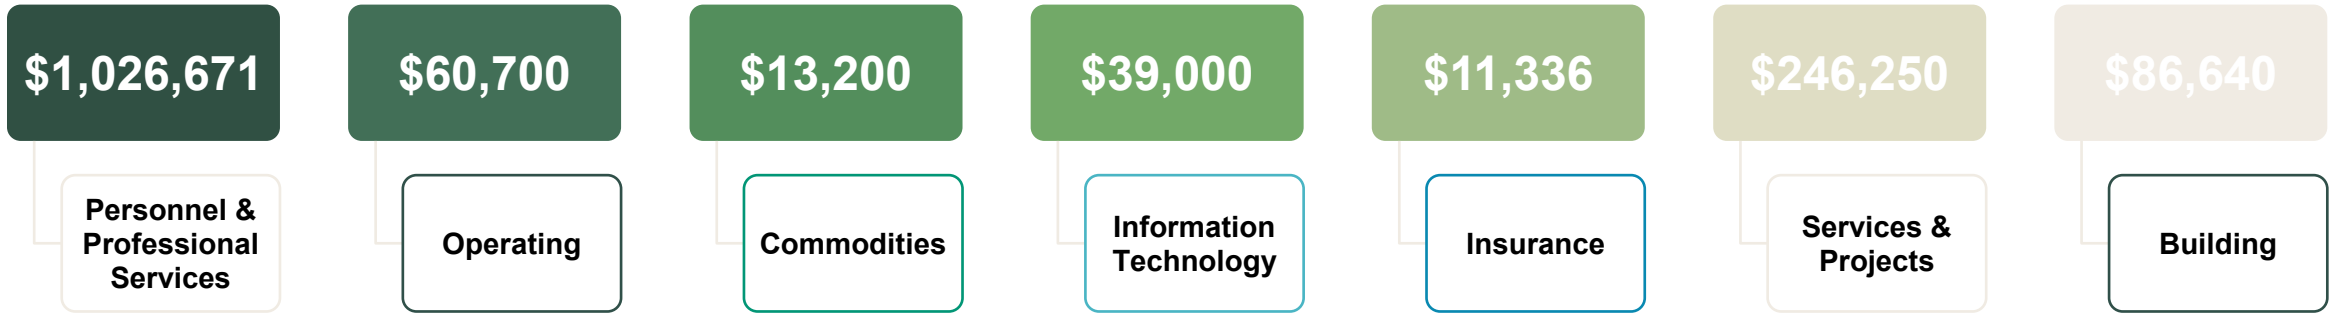 $1,026,671
$60,700
$13,200
$39,000
$11,336
$246,250
$86,640
Personnel &
Professional
Services
Operating
Commodities
Information
Technology
Insurance
Services &
Projects
Building